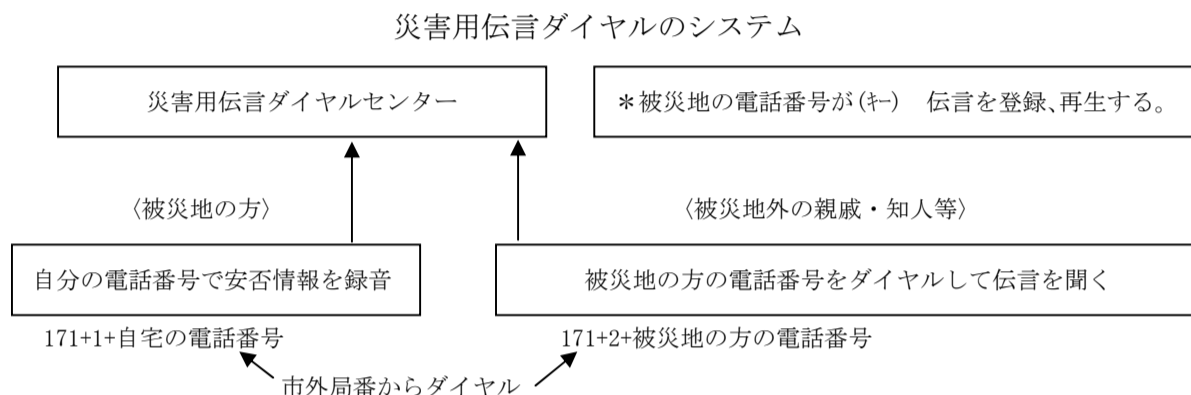 災害用伝言ダイヤルのシステム
災害用伝言ダイヤルセンター
＊被災地の電話番号が(ｷｰ)　伝言を登録､再生する。
〈被災地の方〉
〈被災地外の親戚・知人等〉
自分の電話番号で安否情報を録音
被災地の方の電話番号をダイヤルして伝言を聞く
171+1+自宅の電話番号
171+2+被災地の方の電話番号
市外局番からダイヤル